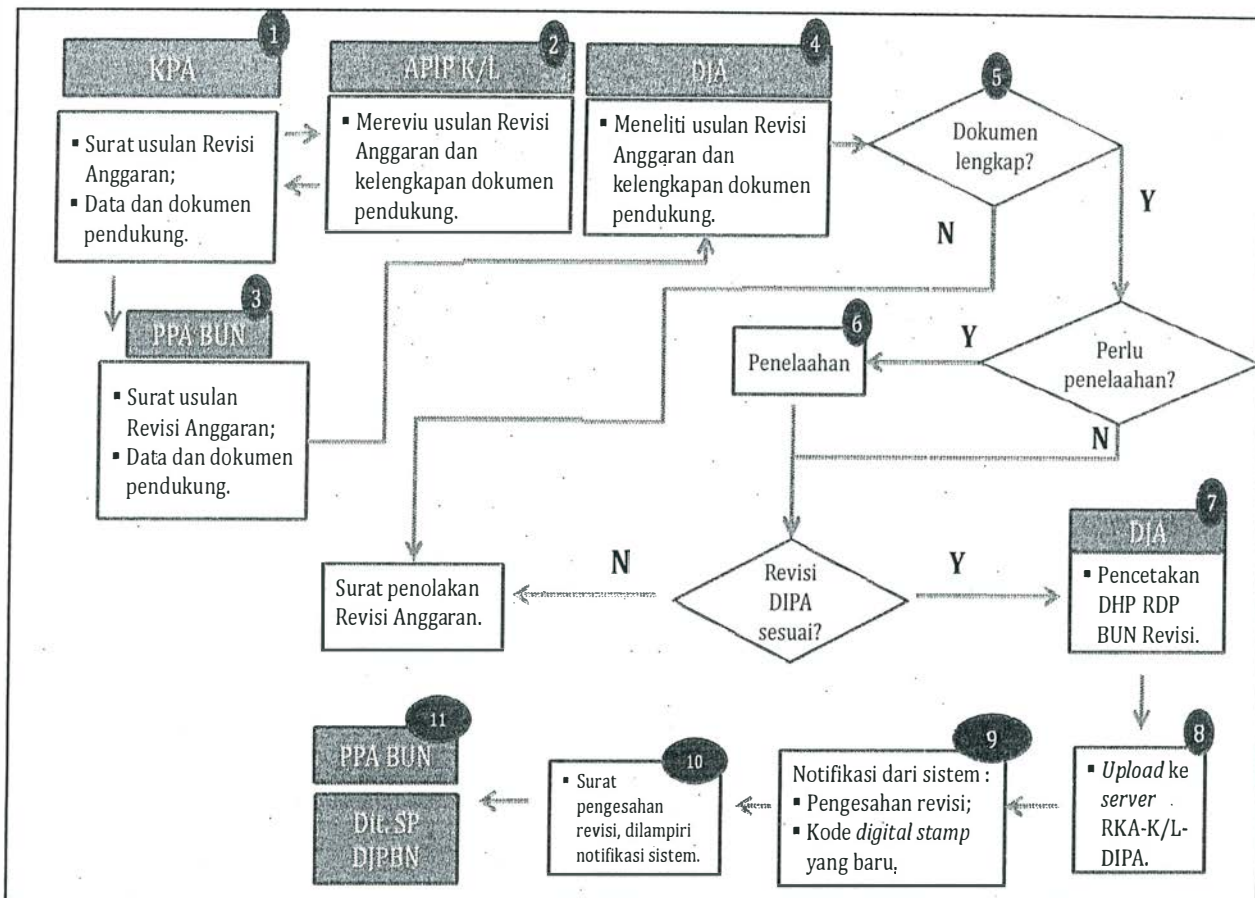 1
KPA
▪ Surat usulan Revisi
Anggaran;
▪ Data dan dokumen
pendukung.
2
APIP K/L
▪ Mereviu usulan Revisi
Anggaran dan
kelengkapan dokumen
pendukung.
3
PPA BUN
▪ Surat usulan
Revisi Anggaran;
▪ Data dan dokumen
pendukung.
4
DJA
▪ Meneliti usulan Revisi
Anggaran dan
kelengkapan dokumen
pendukung.
5
Dokumen
lengkap?
Y
N
Perlu
penelaahan?
Y
N
6
Penelaahan
Revisi
DIPA
sesuai?
N
Y
Surat penolakan
Revisi Anggaran.
7
DJA
▪ Pencetakan
DHP RDP
BUN Revisi.
8
▪ Upload ke
server
RKA-K/L-
DIPA.
9
Notifikasi dari sistem :
▪ Pengesahan revisi;
▪ Kode digital stamp
yang baru.
10
▪ Surat
pengesahan
revisi, dilampiri
notifikasi sistem.
11
PPA BUN
Dit. SP
DJPBN